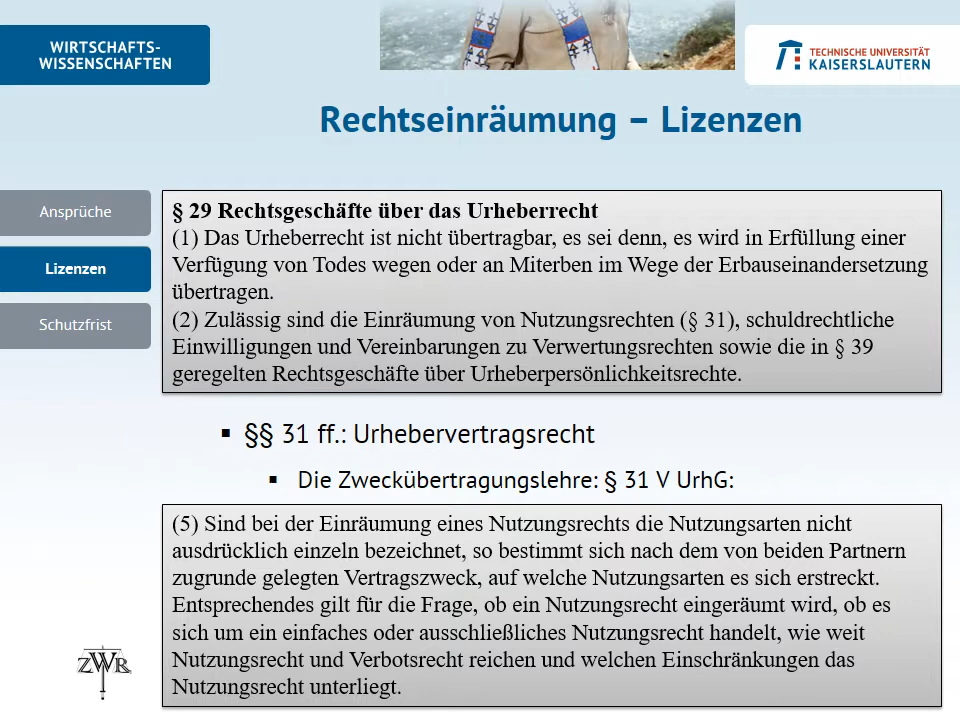 WIRTSCHAFTS-
WISSENSCHAFTEN
TECHNISCHE UNIVERSITÄT
KAISERSLAUTERN
Rechtseinräumung – Lizenzen
Ansprüche
Lizenzen
Schutzfrist
§ 29 Rechtsgeschäfte über das Urheberrecht
(1) Das Urheberrecht ist nicht übertragbar, es sei denn, es wird in Erfüllung einer
Verfügung von Todes wegen oder an Miterben im Wege der Erbauseinandersetzung
übertragen.
(2) Zulässig sind die Einräumung von Nutzungsrechten (§ 31), schuldrechtliche
Einwilligungen und Vereinbarungen zu Verwertungsrechten sowie die in § 39
geregelten Rechtsgeschäfte über Urheberpersönlichkeitsrechte.
▪ §§ 31 ff.: Urhebervertragsrecht
▪ Die Zweckübertragungslehre: § 31 V UrhG:
(5) Sind bei der Einräumung eines Nutzungsrechts die Nutzungsarten nicht
ausdrücklich einzeln bezeichnet, so bestimmt sich nach dem von beiden Partnern
zugrunde gelegten Vertragszweck, auf welche Nutzungsarten es sich erstreckt.
Entsprechendes gilt für die Frage, ob ein Nutzungsrecht eingeräumt wird, ob es
sich um ein einfaches oder ausschließliches Nutzungsrecht handelt, wie weit
Nutzungsrecht und Verbotsrecht reichen und welchen Einschränkungen das
Nutzungsrecht unterliegt.
ZWR